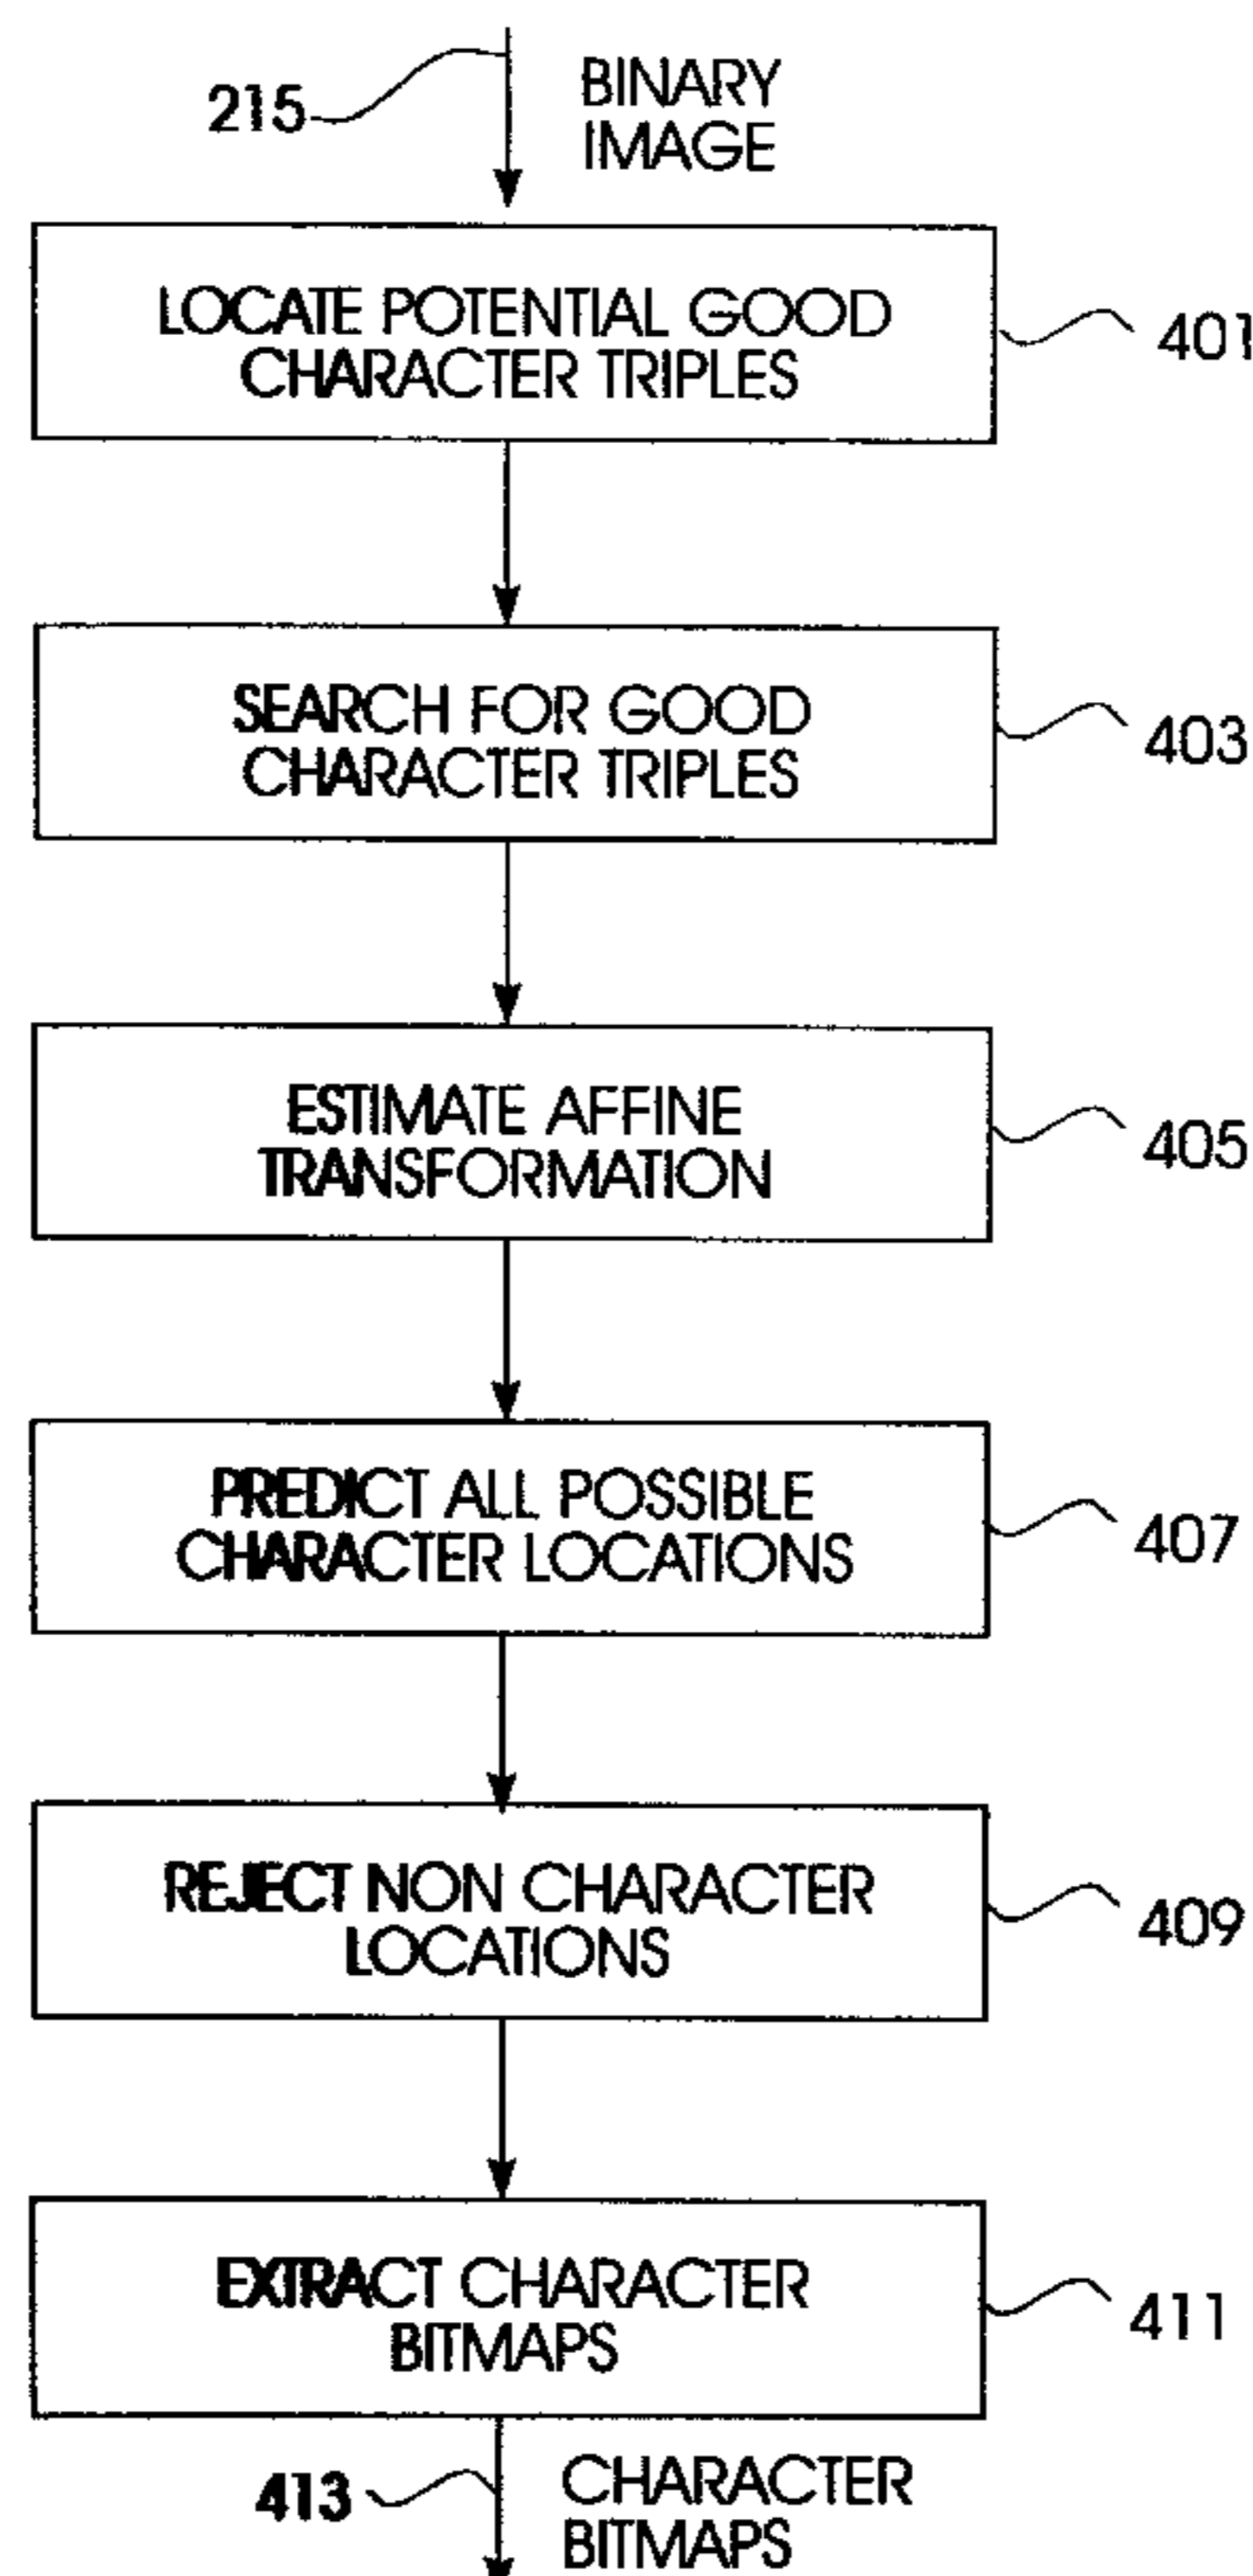 215
BINARY
IMAGE
LOCATE POTENTIAL GOOD
CHARACTER TRIPLES
401
SEARCH FOR GOOD
CHARACTER TRIPLES
403
ESTIMATE AFFINE
TRANSFORMATION
405
PREDICT ALL POSSIBLE
CHARACTER LOCATIONS
407
REJECT NON CHARACTER
LOCATIONS
409
EXTRACT CHARACTER
BITMAPS
411
413
CHARACTER
BITMAPS